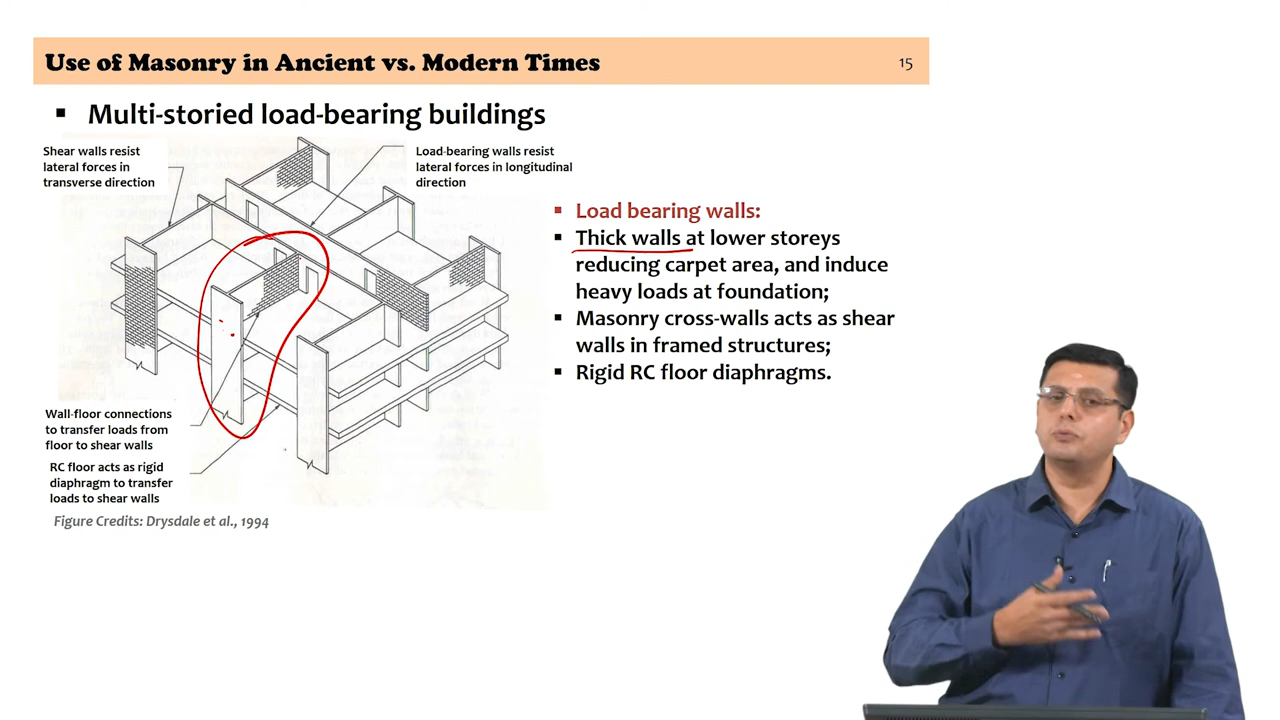 Use of Masonry in Ancient vs. Modern Times
15
▪ Multi-storied load-bearing buildings
Shear walls resist
lateral forces in
transverse direction
Load-bearing walls resist
lateral forces in longitudinal
direction
▪ Load bearing walls:
▪ Thick walls at lower storeys
reducing carpet area, and induce
heavy loads at foundation;
▪ Masonry cross-walls acts as shear
walls in framed structures;
▪ Rigid RC floor diaphragms.
Wall-floor connections
to transfer loads from
floor to shear walls
RC floor acts as rigid
diaphragm to transfer
loads to shear walls
Figure Credits: Drysdale et al., 1994